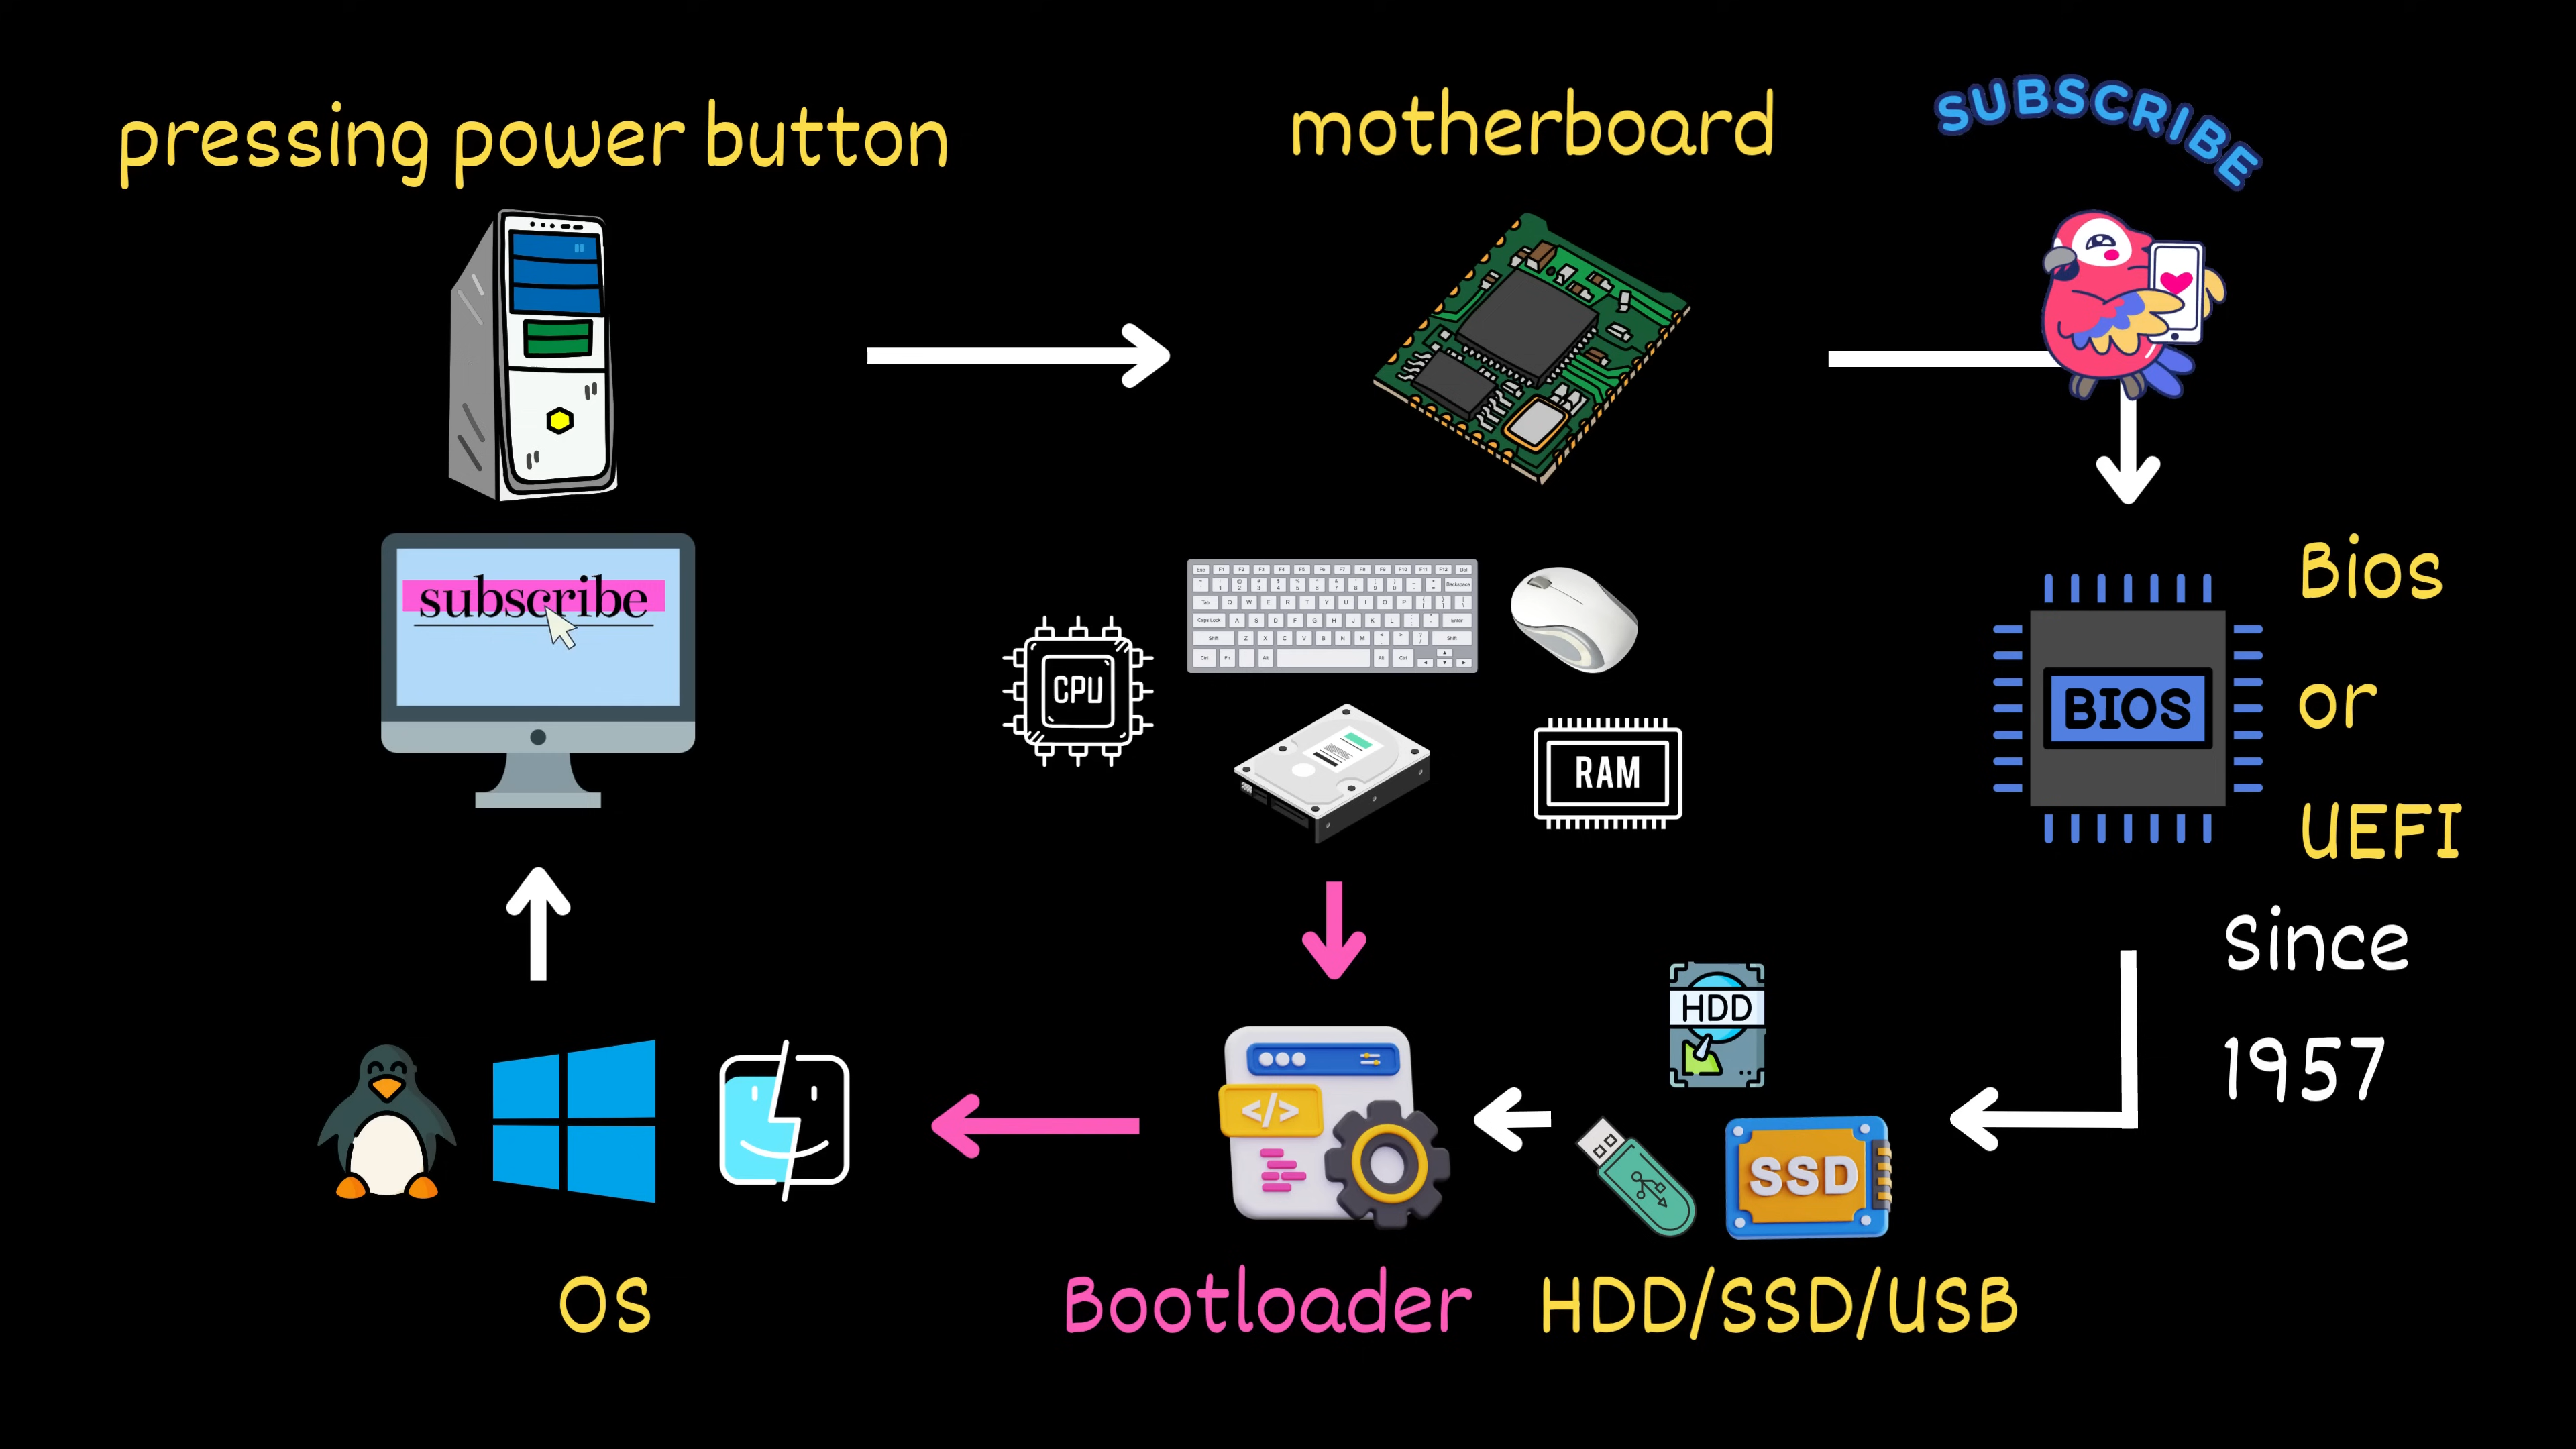 pressing power button
motherboard
SUBSCRIBE
subscribe
CPU
RAM
BIOS
Bios
or
UEFI
since
1957
HDD
SSD
</>
OS
Bootloader
HDD/SSD/USB